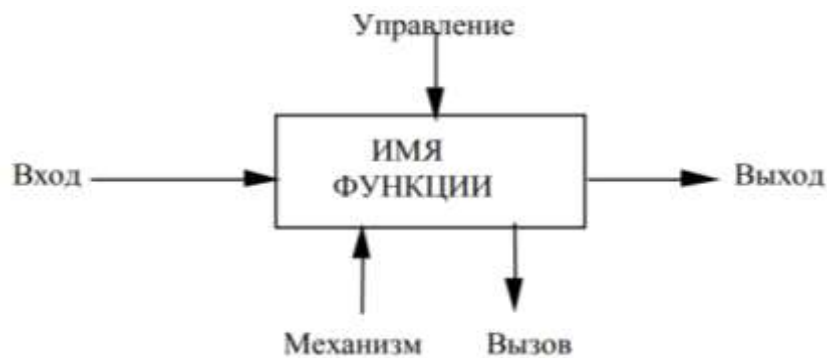 Управление
ИМЯ
ФУНКЦИИ
Вход
Выход
Механизм
Вызов